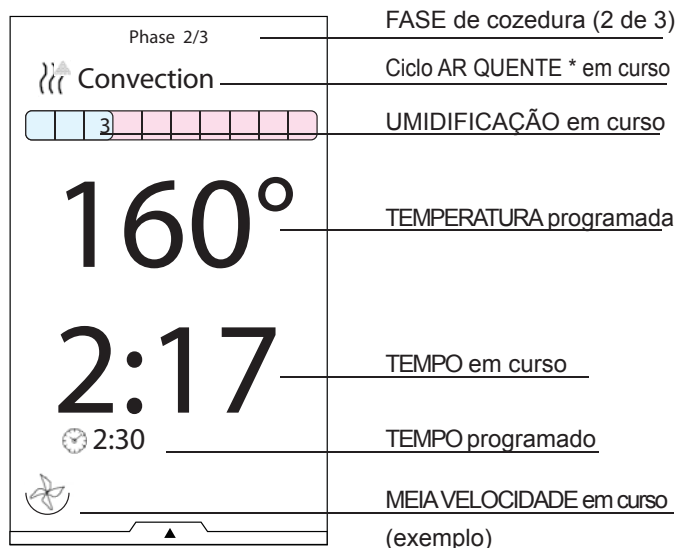 FASE de cozedura (2 de 3)
Phase 2/3
Convection
Ciclo AR QUENTE * em curso
3
UMIDIFICAÇÃO em curso
160°
TEMPERATURA programada
2:17
TEMPO em curso
2:30
TEMPO programado
MEIA VELOCIDADE em curso
(exemplo)